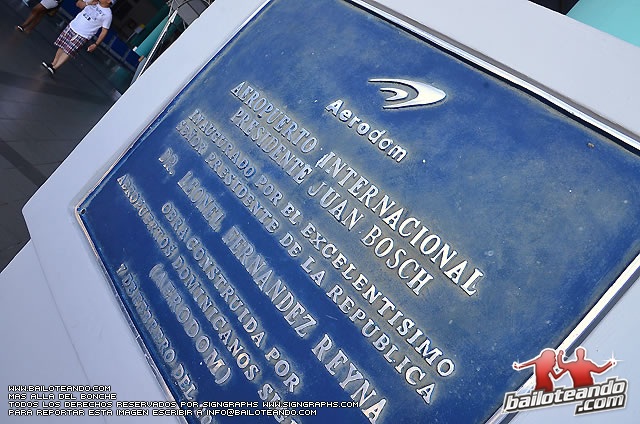 Aerodom
AEROPUERTO INTERNACIONAL
PRESIDENTE JUAN BOSCH
INAUGURADO POR EL EXCELENTISIMO
SEÑOR PRESIDENTE DE LA REPUBLICA
DR. LEONEL FERNANDEZ REYNA
OBRA CONSTRUIDA POR
AEROPUERTOS DOMINICANOS
(AERODOM)
DEL
WWW.BAILOTEANDO.COM
MAS ALLA DEL BONCHE
TODOS LOS DERECHOS RESERVADOS POR SIGNGRAPHS WWW.SIGNGRAPHS.COM
PARA REPORTAR ESTA IMAGEN ESCRIBIR A INFO@BAILOTEANDO.COM
bailoteando
.com